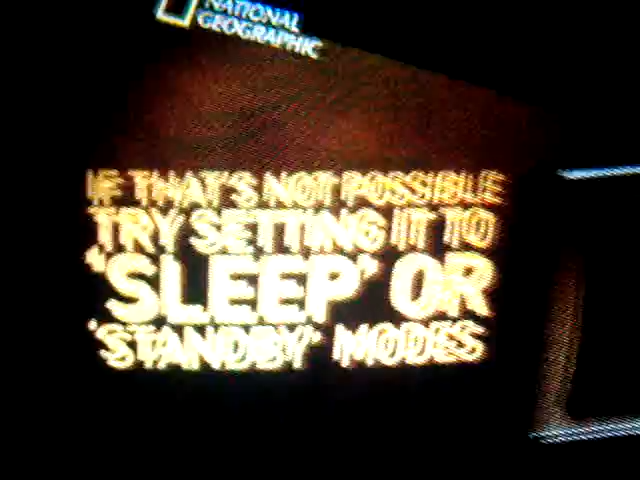 NATIONAL
GEOGRAPHIC
IF THAT'S NOT POSSIBLE
TRY SETTING IT TO
'SLEEP' OR
'STANDBY' MODES